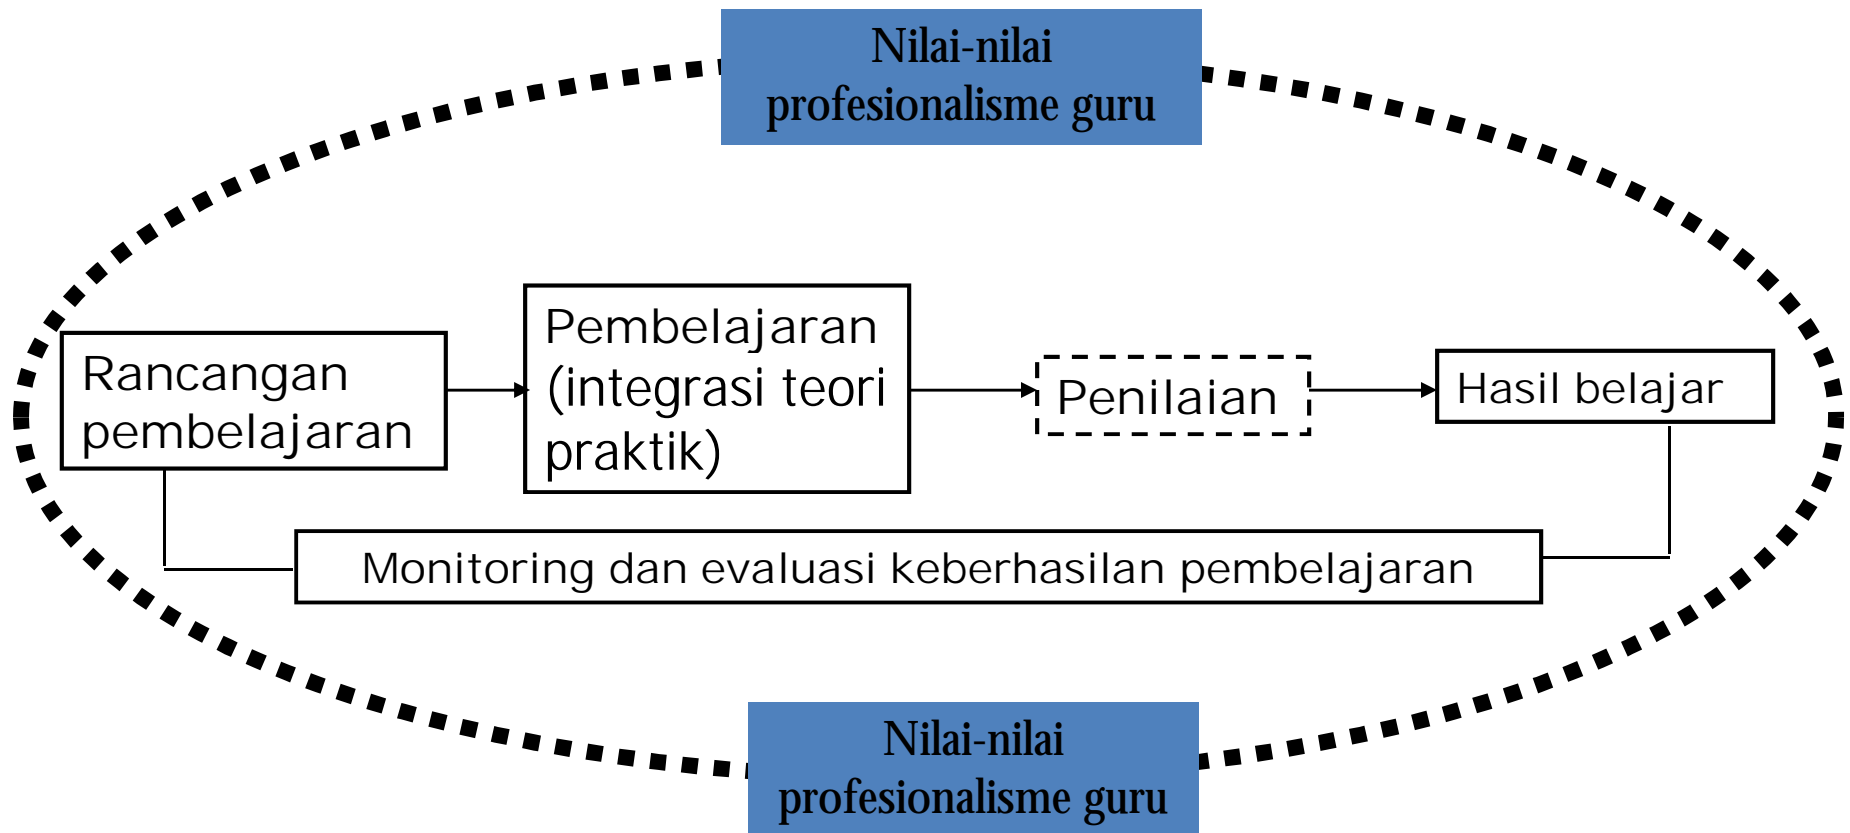 Nilai-nilai
profesionalisme guru
Rancangan
pembelajaran
Pembelajaran
(integrasi teori
praktik)
Penilaian
Hasil belajar
Monitoring dan evaluasi keberhasilan pembelajaran
Nilai-nilai
profesionalisme guru